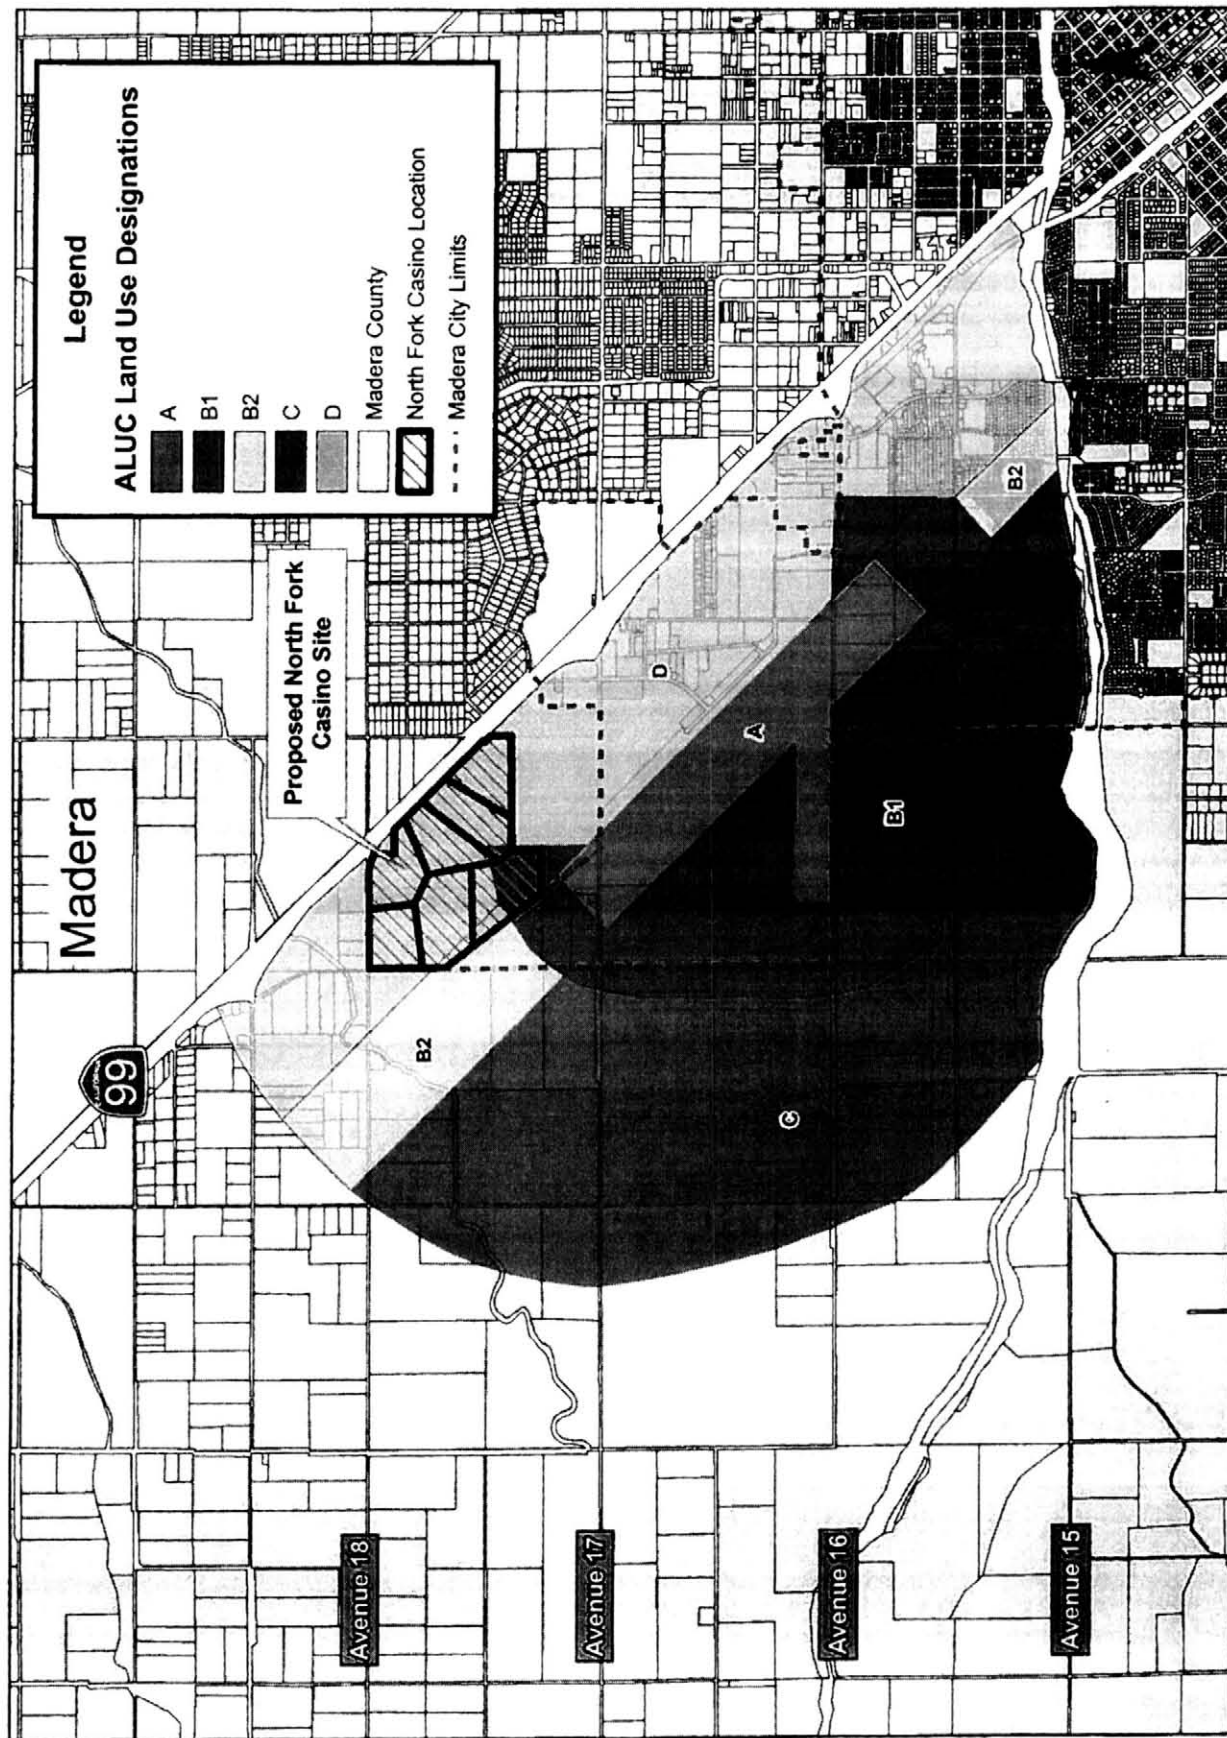 Legend
ALUC Land Use Designations
A
B1
B2
C
D
Madera County
North Fork Casino Location
Madera City Limits
Madera
Proposed North Fork
Casino Site
CALIFORNIA
99
B2
B2
D
A
B1
C
Avenue 18
Avenue 17
Avenue 16
Avenue 15